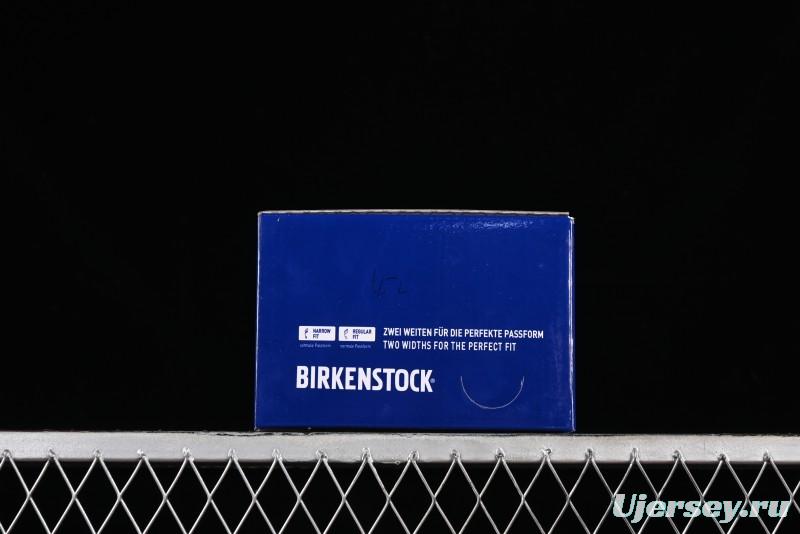 42
NARROW FIT
REGULAR FIT
ZWEI WEITEN FÜR DIE PERFEKTE PASSFORM
TWO WIDTHS FOR THE PERFECT FIT
BIRKENSTOCK®
Ujersey.ru